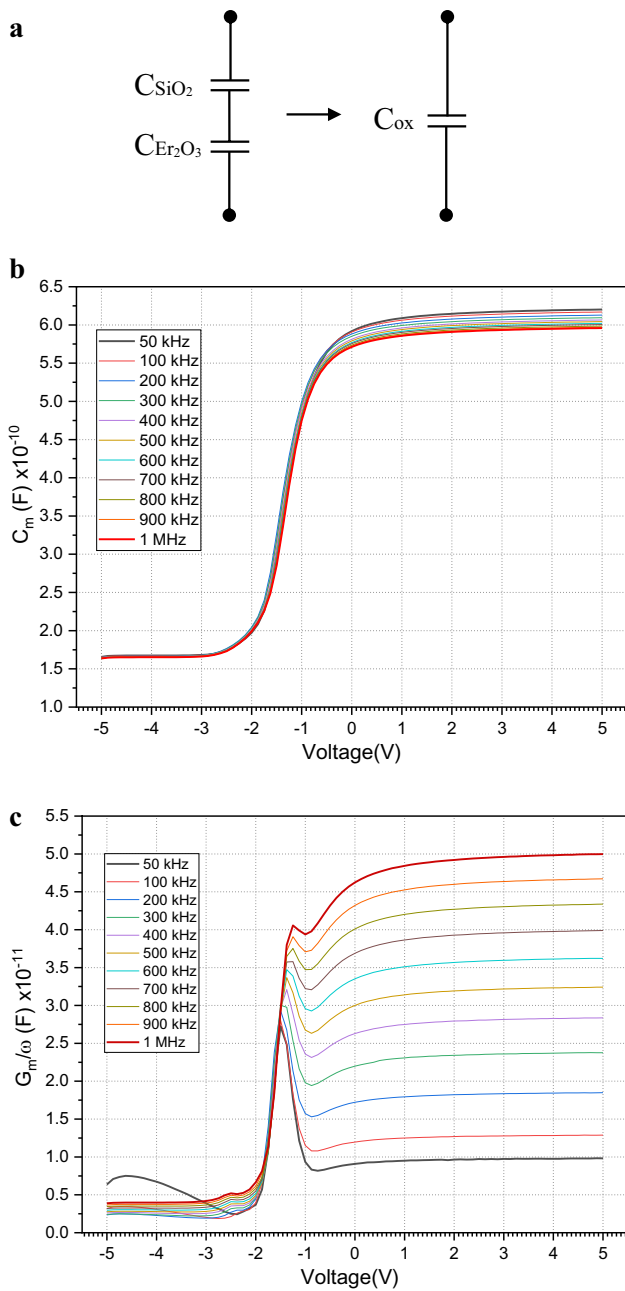 a
C_SiO₂
C_Er₂O₃
C_ox
b
C_m (F) x10^-10
6.5
6.0
5.5
5.0
4.5
4.0
3.5
3.0
2.5
2.0
1.5
1.0
50 kHz
100 kHz
200 kHz
300 kHz
400 kHz
500 kHz
600 kHz
700 kHz
800 kHz
900 kHz
1 MHz
-5 -4 -3 -2 -1 0 1 2 3 4 5
Voltage(V)
c
G_m/ω (F) x10^-11
5.5
5.0
4.5
4.0
3.5
3.0
2.5
2.0
1.5
1.0
0.5
0.0
50 kHz
100 kHz
200 kHz
300 kHz
400 kHz
500 kHz
600 kHz
700 kHz
800 kHz
900 kHz
1 MHz
-5 -4 -3 -2 -1 0 1 2 3 4 5
Voltage(V)